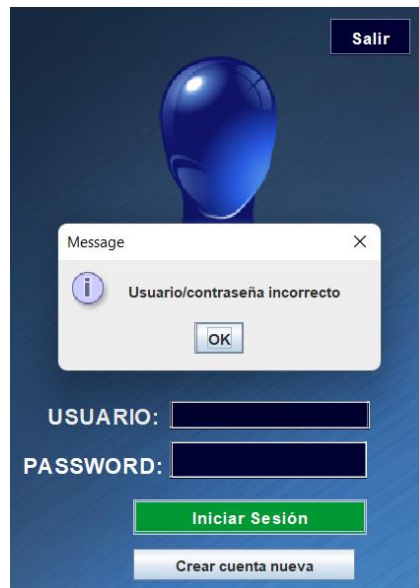 Salir
Message
Usuario/contraseña incorrecto
OK
USUARIO:
PASSWORD:
Iniciar Sesión
Crear cuenta nueva